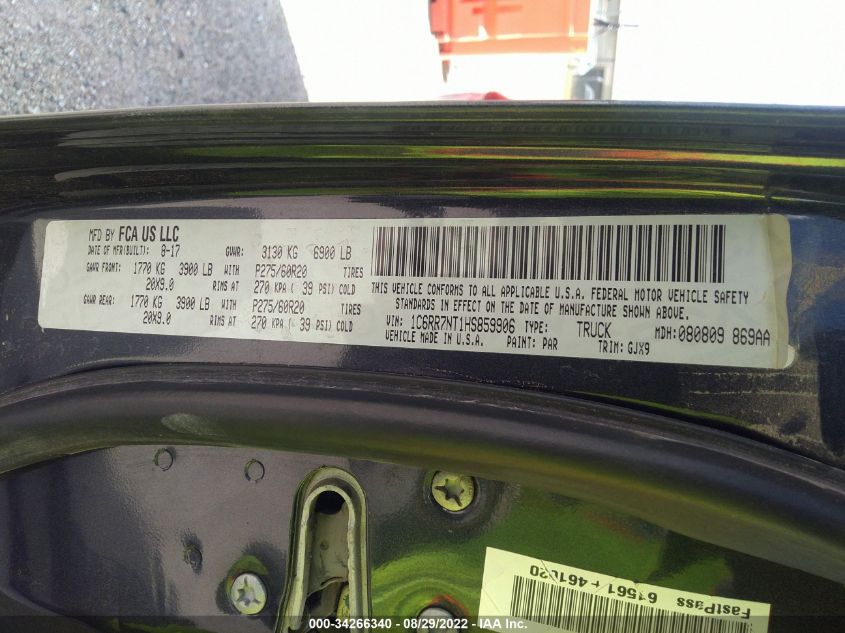 MFD BY FCA US LLC
DATE OF MFR(BUILT): 8-17 GVWR: 3130 KG 6900 LB
GAWR FRONT: 1770 KG 3900 LB WITH P275/60R20 TIRES
20X9.0 RIMS AT 270 KPA ( 39 PSI) COLD
GAWR REAR: 1770 KG 3900 LB WITH P275/60R20 TIRES
20X9.0 RIMS AT 270 KPA ( 39 PSI) COLD
THIS VEHICLE CONFORMS TO ALL APPLICABLE U.S.A. FEDERAL MOTOR VEHICLE SAFETY
STANDARDS IN EFFECT ON THE DATE OF MANUFACTURE SHOWN ABOVE.
VIN: 1C6RR7NT1HS859906 TYPE: TRUCK MDH: 080809 869AA
VEHICLE MADE IN U.S.A. PAINT: PAR TRIM: GJX9
FastPass
000-34266340 - 08/29/2022 - IAA Inc.